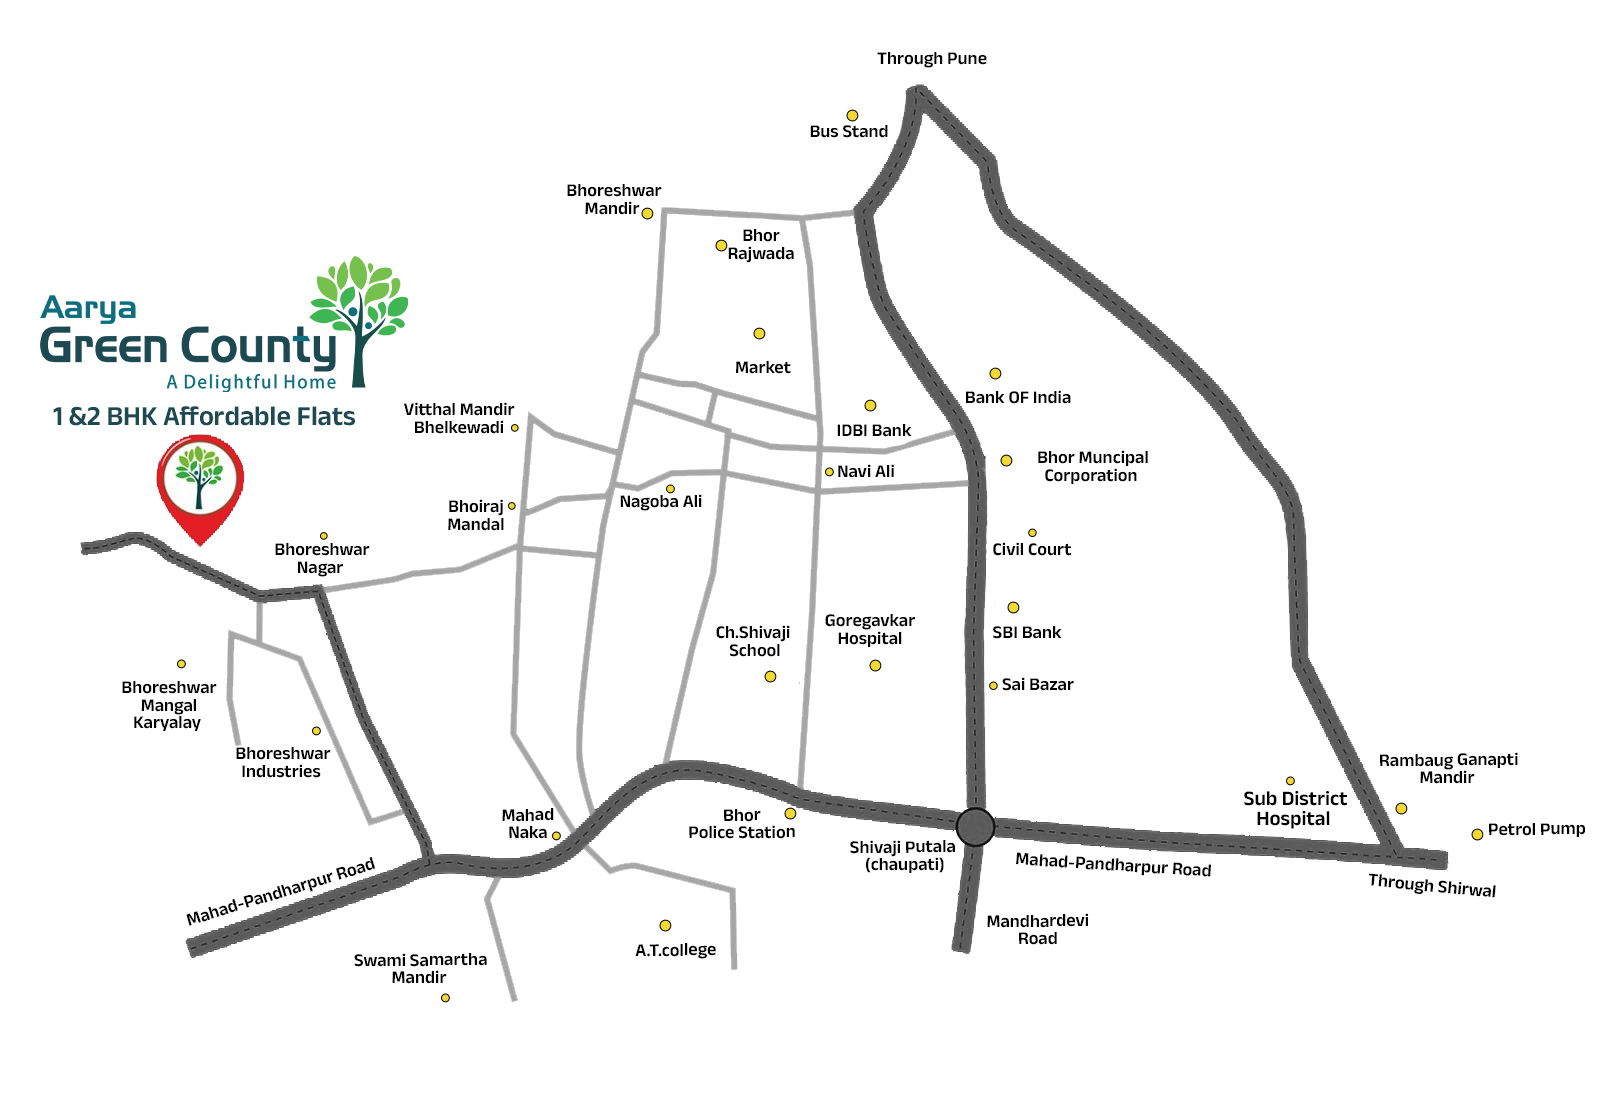 Through Pune
Bus Stand
Bhoreshwar
Mandir
Bhor
Rajwada
Aarya
Green County
A Delightful Home
1 &2 BHK Affordable Flats
Market
Bank OF India
Vitthal Mandir
Bhelkewadi
IDBI Bank
Bhor Muncipal
Corporation
Navi Ali
Nagoba Ali
Bhoiraj
Mandal
Bhoreshwar
Nagar
Civil Court
Goregavkar
Hospital
Ch.Shivaji
School
SBI Bank
Sai Bazar
Bhoreshwar
Mangal
Karyalay
Bhoreshwar
Industries
Rambaug Ganapti
Mandir
Sub District
Hospital
Petrol Pump
Mahad
Naka
Bhor
Police Station
Shivaji Putala
(chaupati)
Mahad-Pandharpur Road
Mahad-Pandharpur Road
Through Shirwal
Mandhardevi
Road
A.T.college
Swami Samartha
Mandir